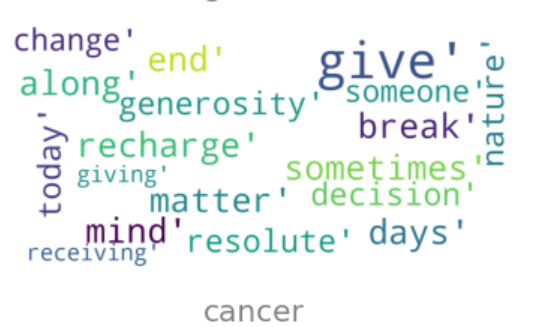 change'
end'
give'
along'
someone'
nature'
generosity'
break'
today'
recharge'
sometimes'
giving'
decision'
matter'
mind'
resolute'
days'
receiving'
cancer